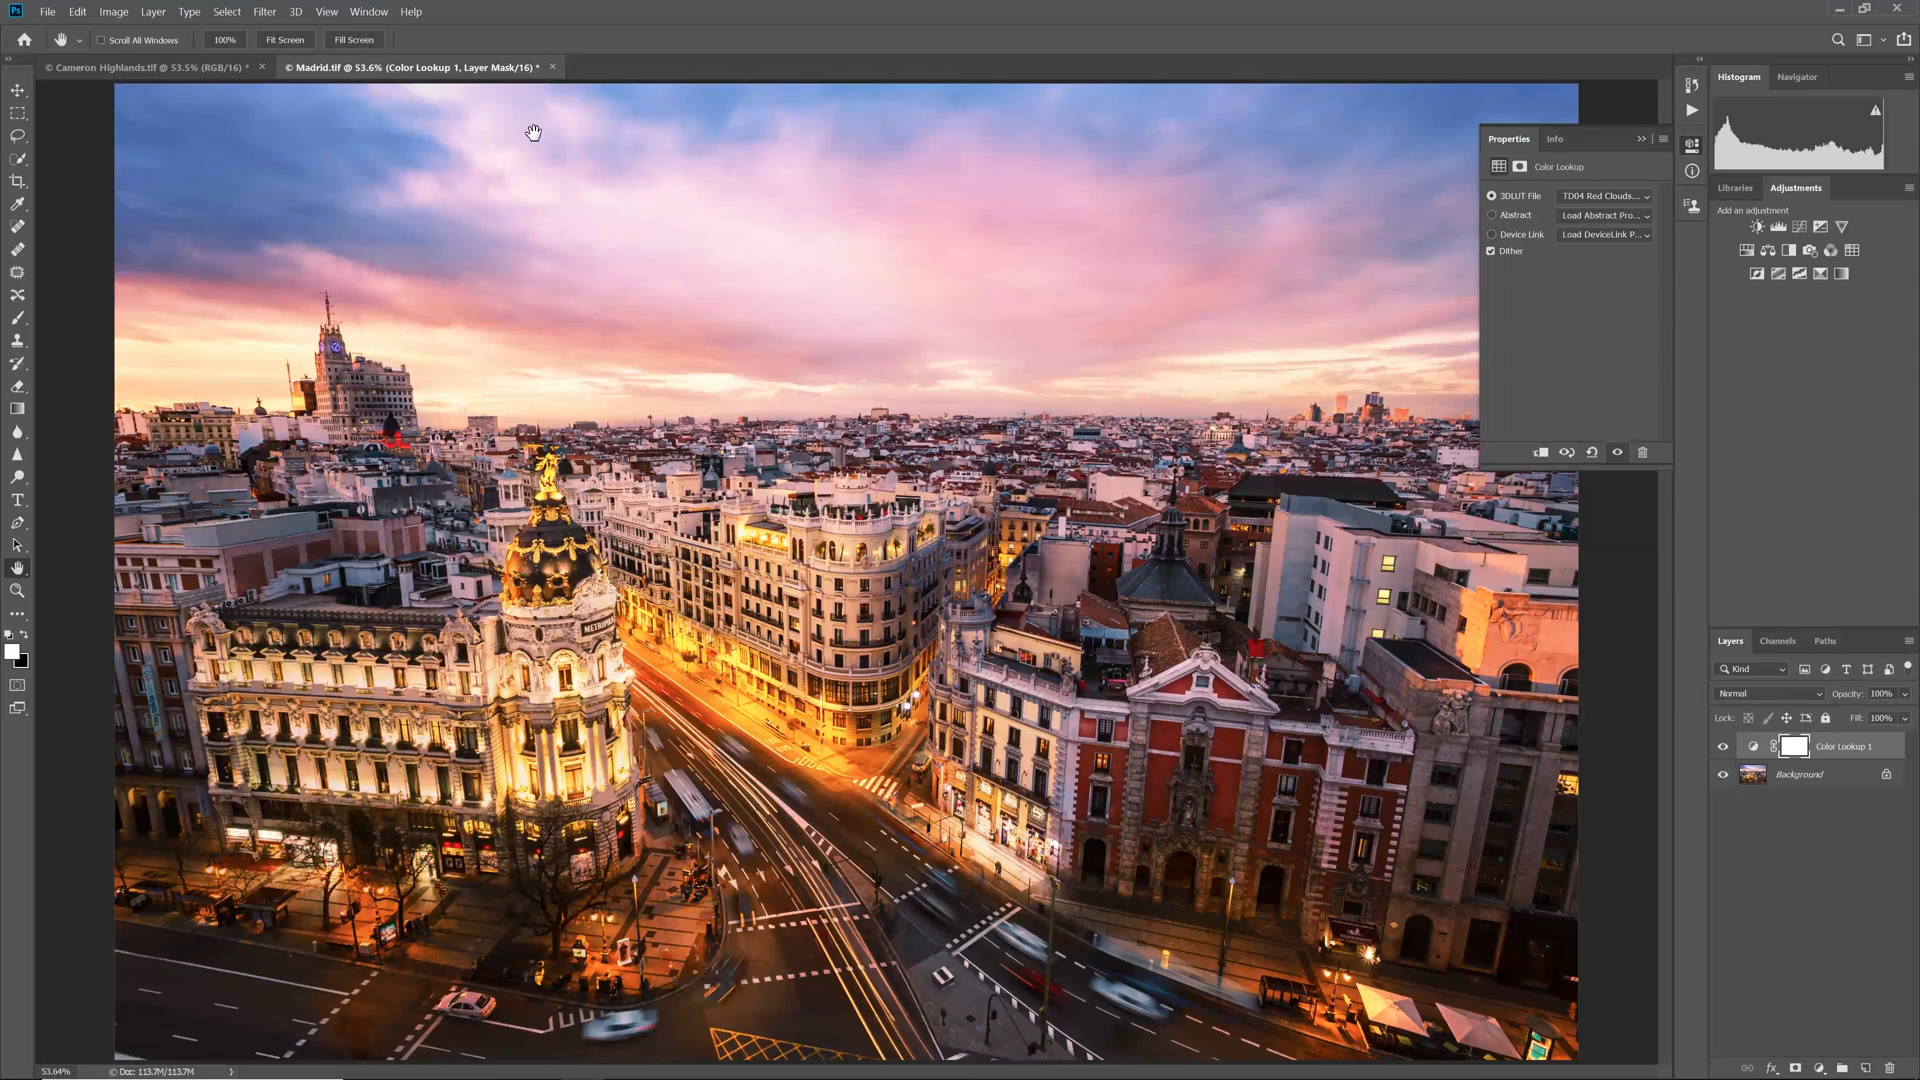 Ps File Edit Image Layer Type Select Filter 3D View Window Help
Scroll All Windows 100% Fit Screen Fill Screen
© Cameron Highlands.tif @ 53.5% (RGB/16) * © Madrid.tif @ 53.6% (Color Lookup 1, Layer Mask/16) *
Histogram Navigator
Properties Info
Color Lookup
3DLUT File TD04 Red Clouds....
Abstract Load Abstract Pro...
Device Link Load DeviceLink P...
Dither
Libraries Adjustments
Add an adjustment
METROPOLIS
Layers Channels Paths
Kind
Normal Opacity: 100%
Lock: Fill: 100%
Color Lookup 1
Background
53.64% © Doc: 113.7M/113.7M